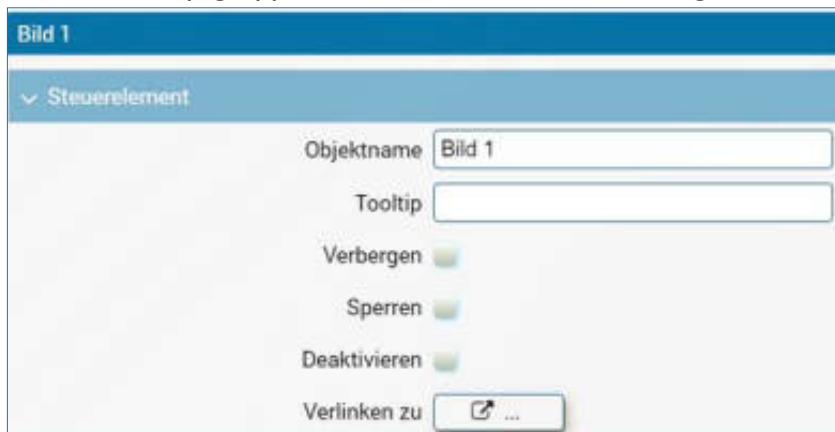 Bild 1
Steuerelement
Objektname Bild 1
Tooltip
Verbergen
Sperren
Deaktivieren
Verlinken zu ...